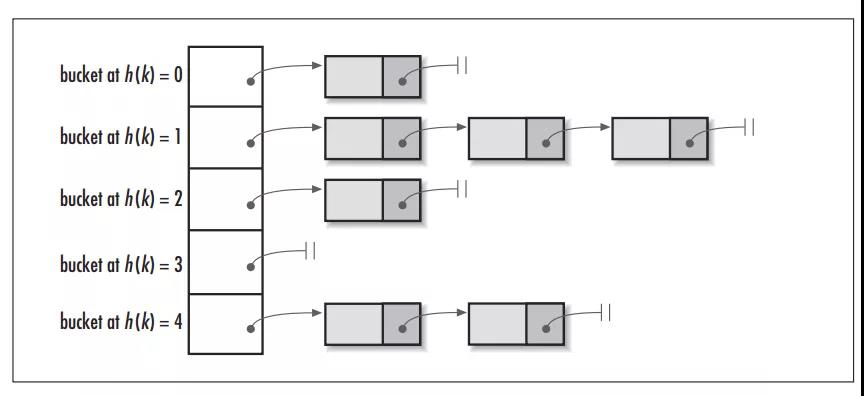 bucket at h(k) = 0
bucket at h(k) = 1
bucket at h(k) = 2
bucket at h(k) = 3
bucket at h(k) = 4